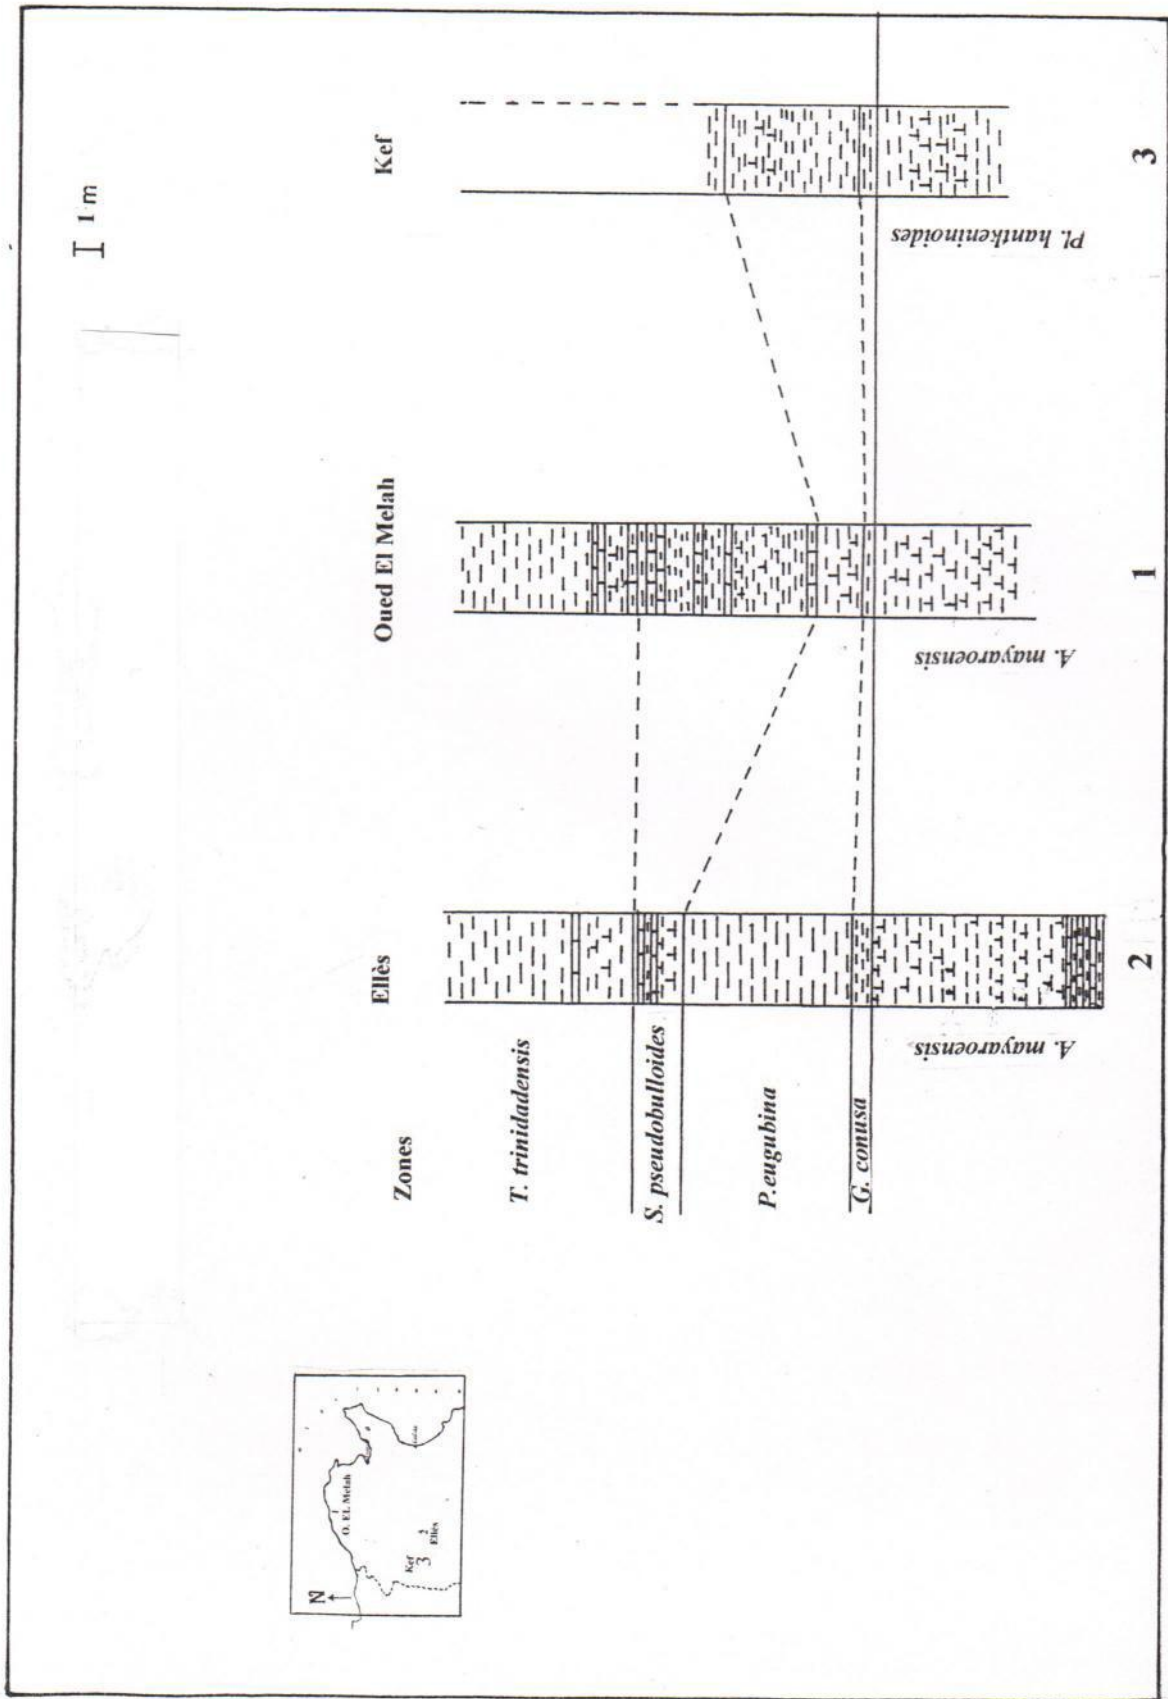 1 m
Kef
Oued El Melah
Ellès
Zones
T. trinidadensis
S. pseudobulloides
P.eugubina
G. conusa
Pl. hantkeninoides
A. mayaroensis
A. mayaroensis
3
1
2
N
O. EL Melah
1
Kef
3
2
Ellès